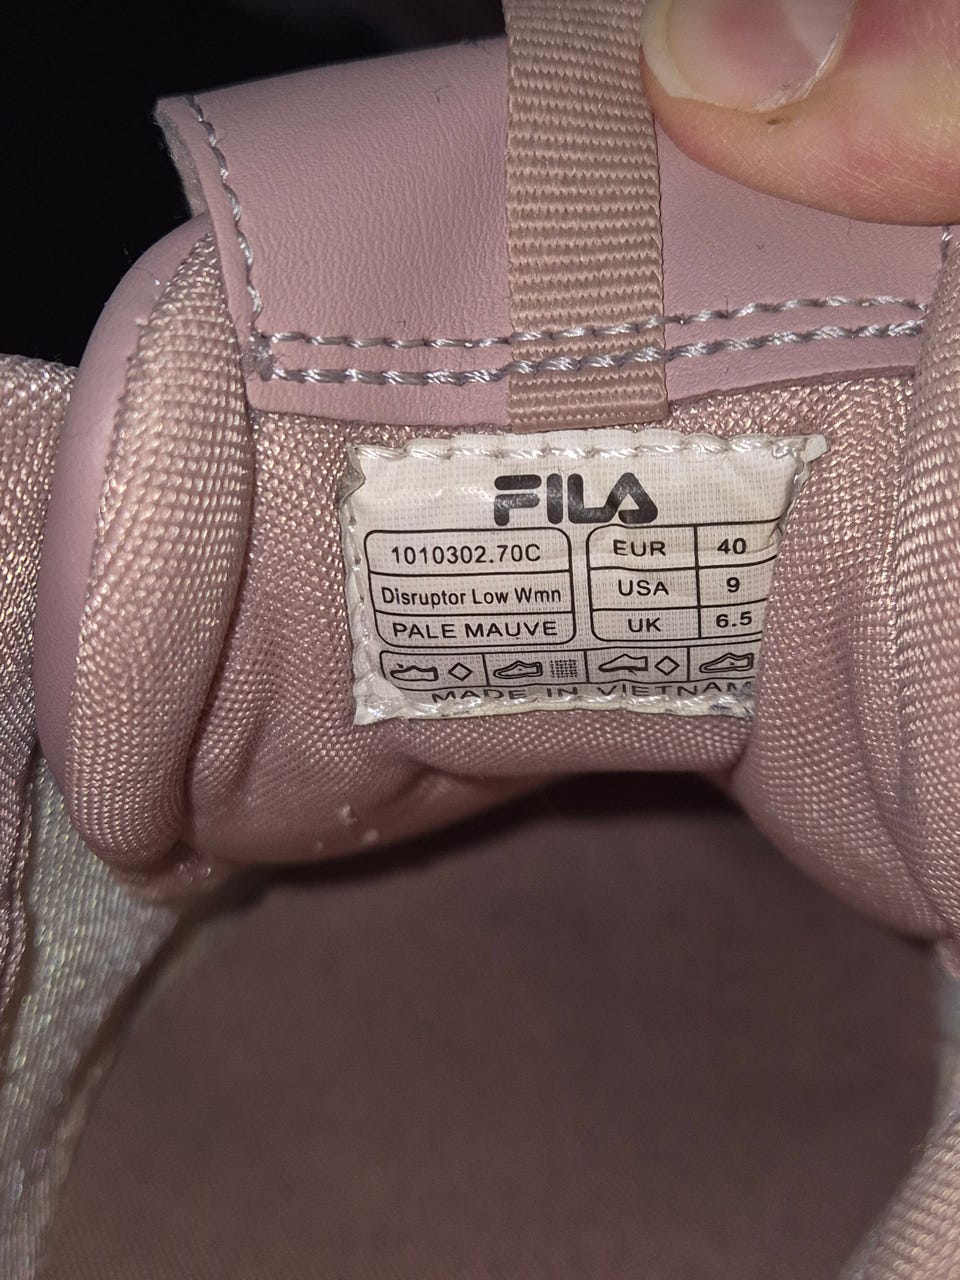 FILA
1010302.70C
Disruptor Low Wmn
PALE MAUVE
EUR 40
USA 9
UK 6.5
MADE IN VIETNAM